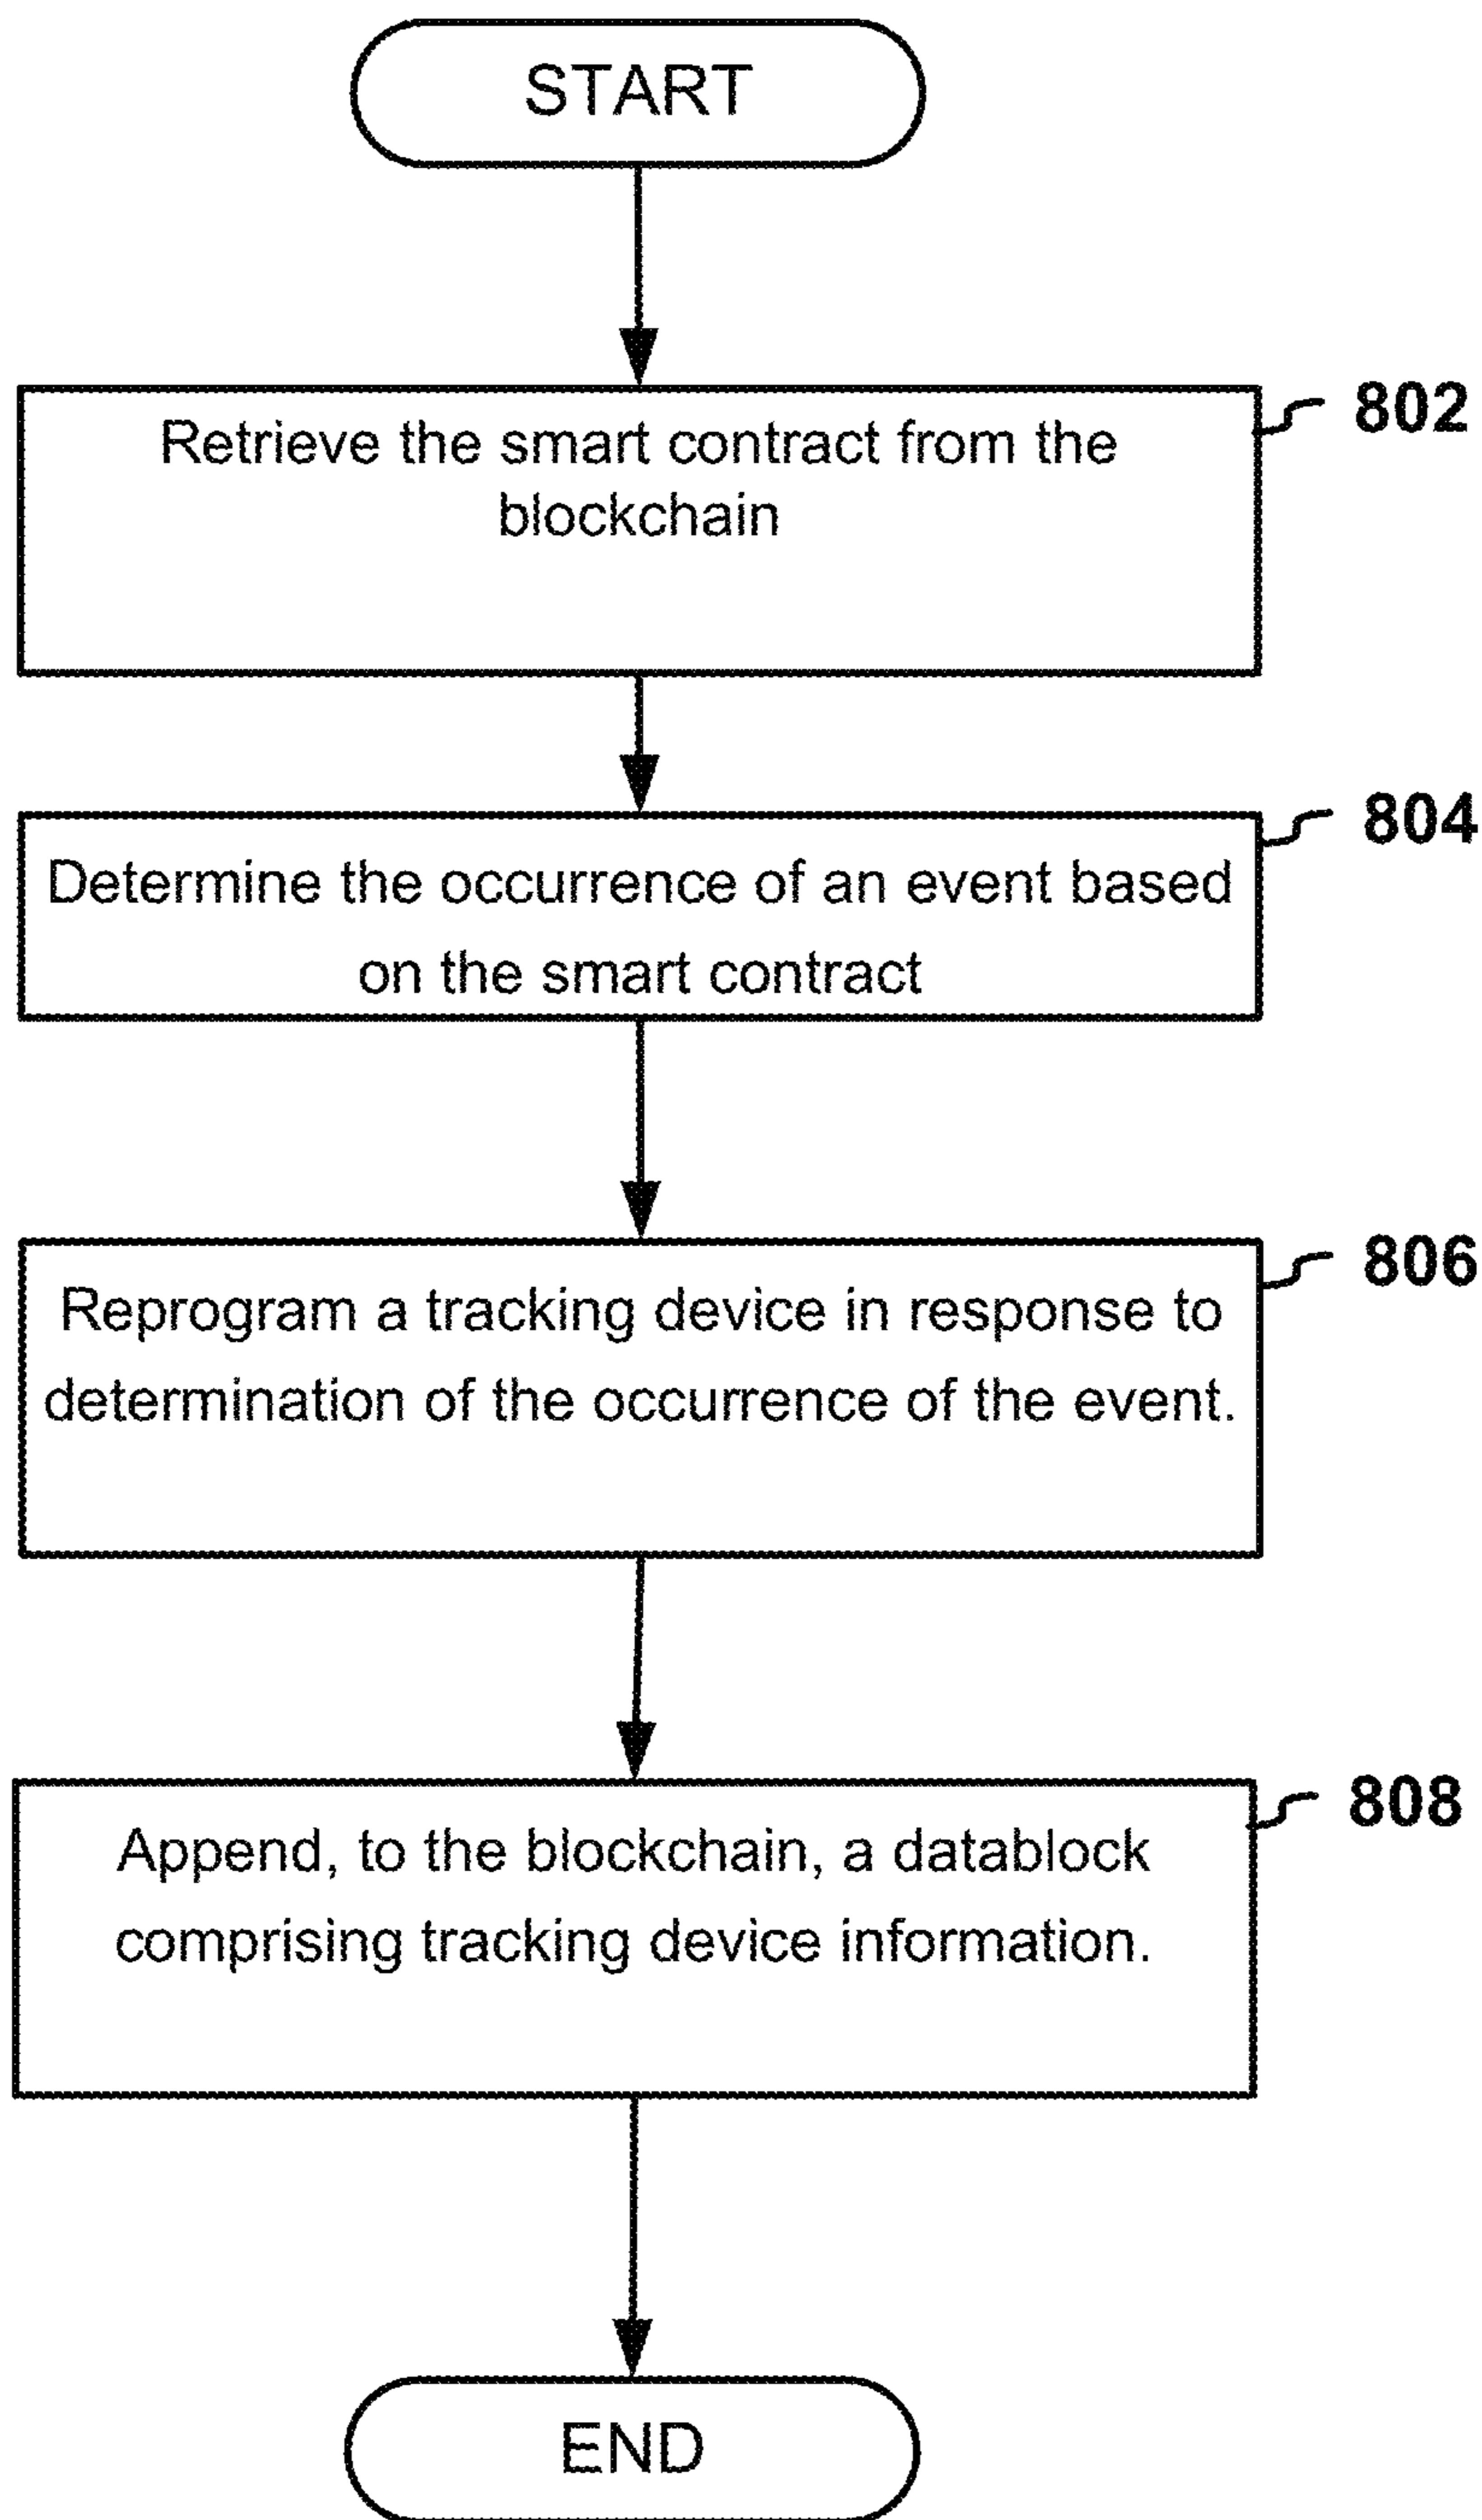 START
802
Retrieve the smart contract from the
blockchain
804
Determine the occurrence of an event based
on the smart contract
806
Reprogram a tracking device in response to
determination of the occurrence of the event.
808
Append, to the blockchain, a datablock
comprising tracking device information.
END